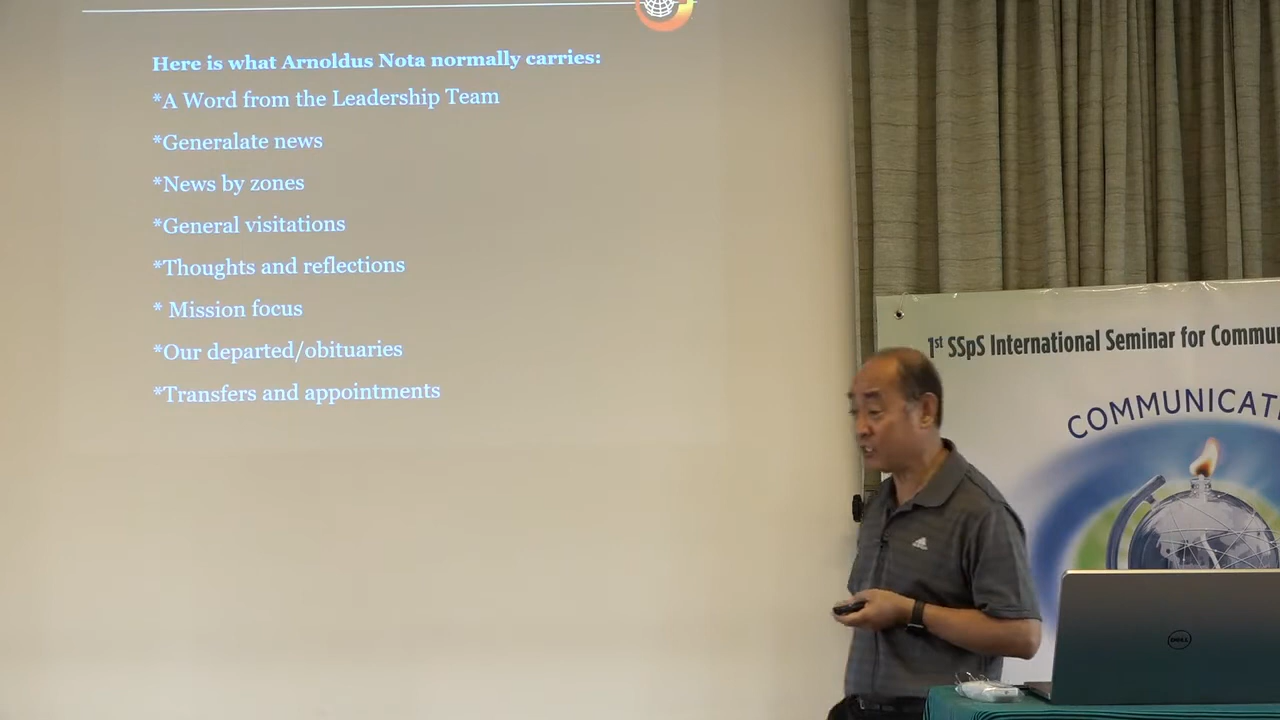 Here is what Arnoldus Nota normally carries:
*A Word from the Leadership Team
*Generalate news
*News by zones
*General visitations
*Thoughts and reflections
* Mission focus
*Our departed/obituaries
*Transfers and appointments
1st SSpS International Seminar for Commu
COMMUNICAT
DELL